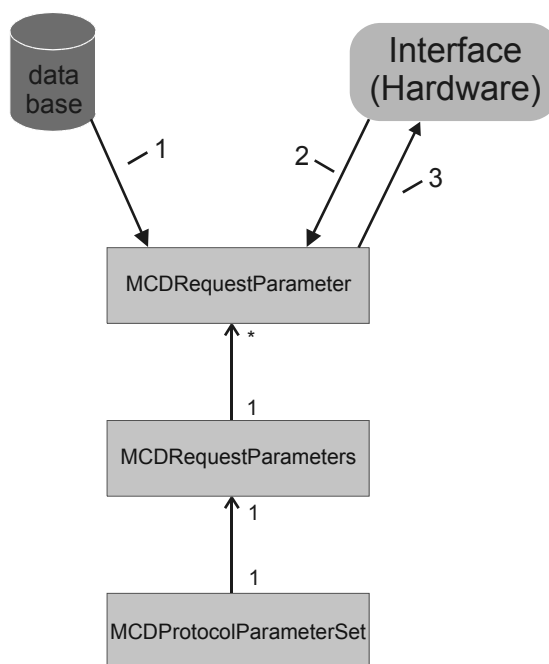 data
base
Interface
(Hardware)
1
2
3
MCDRequestParameter
*
1
MCDRequestParameters
1
1
MCDProtocolParameterSet